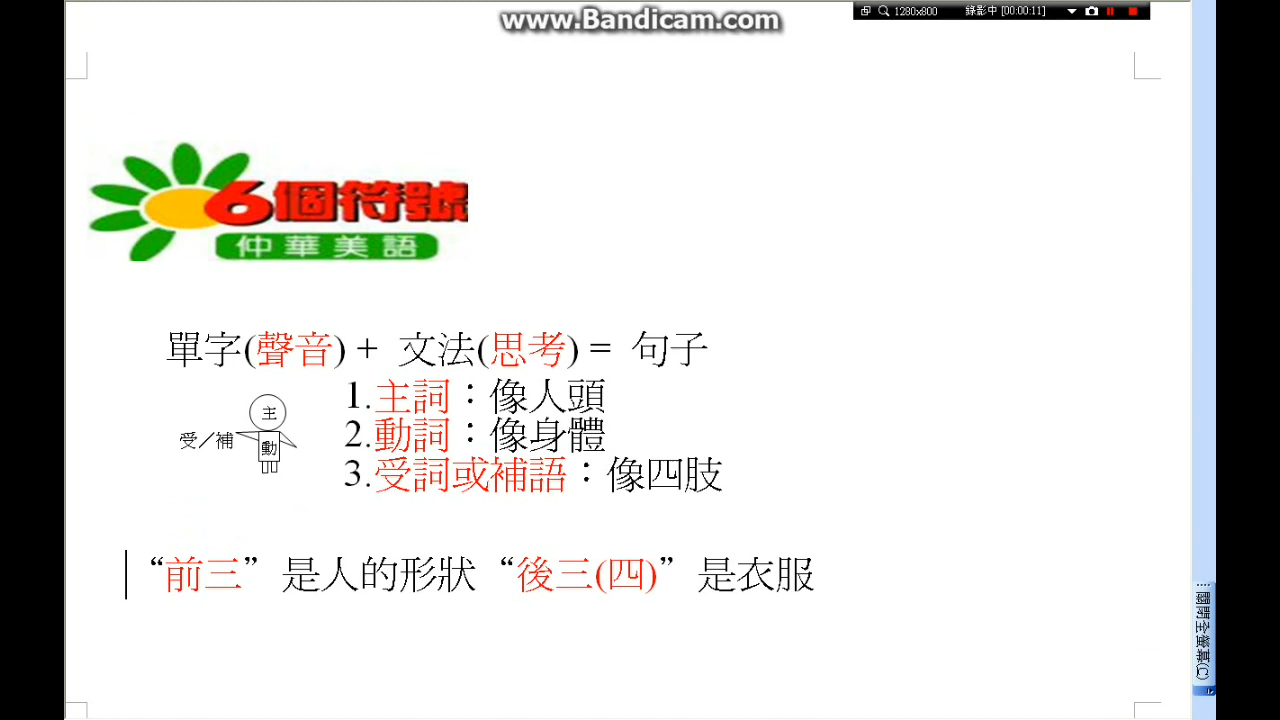 www.Bandicam.com
1280x800 錄影中 [00:00:11]
6個符號
仲華美語
單字(聲音) + 文法(思考) = 句子
主
1.主詞：像人頭
受／補
動
2.動詞：像身體
3.受詞或補語：像四肢
“前三”是人的形狀“後三(四)”是衣服
關閉全螢幕(C)